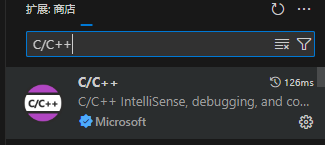 扩展: 商店
C/C++
C/C++
C/C++
126ms
C/C++ IntelliSense, debugging, and co...
Microsoft